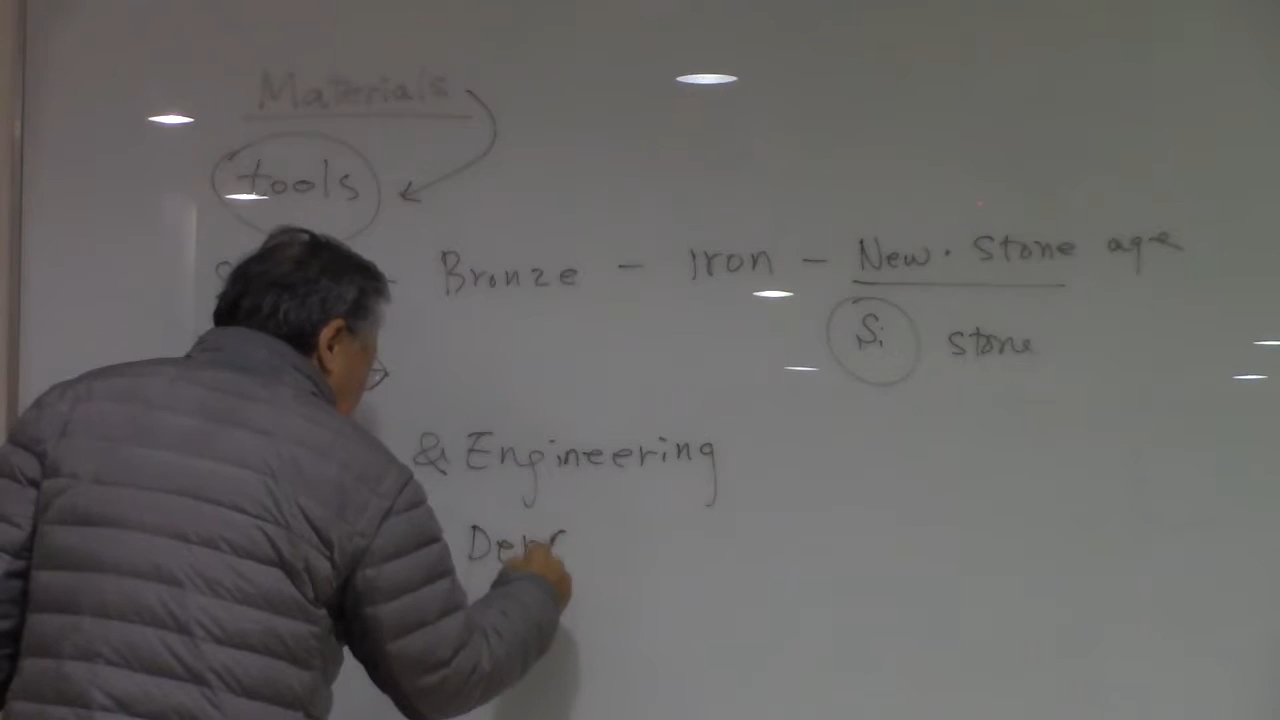 Materials
tools
- Bronze - Iron - New. Stone age
Si stone
& Engineering